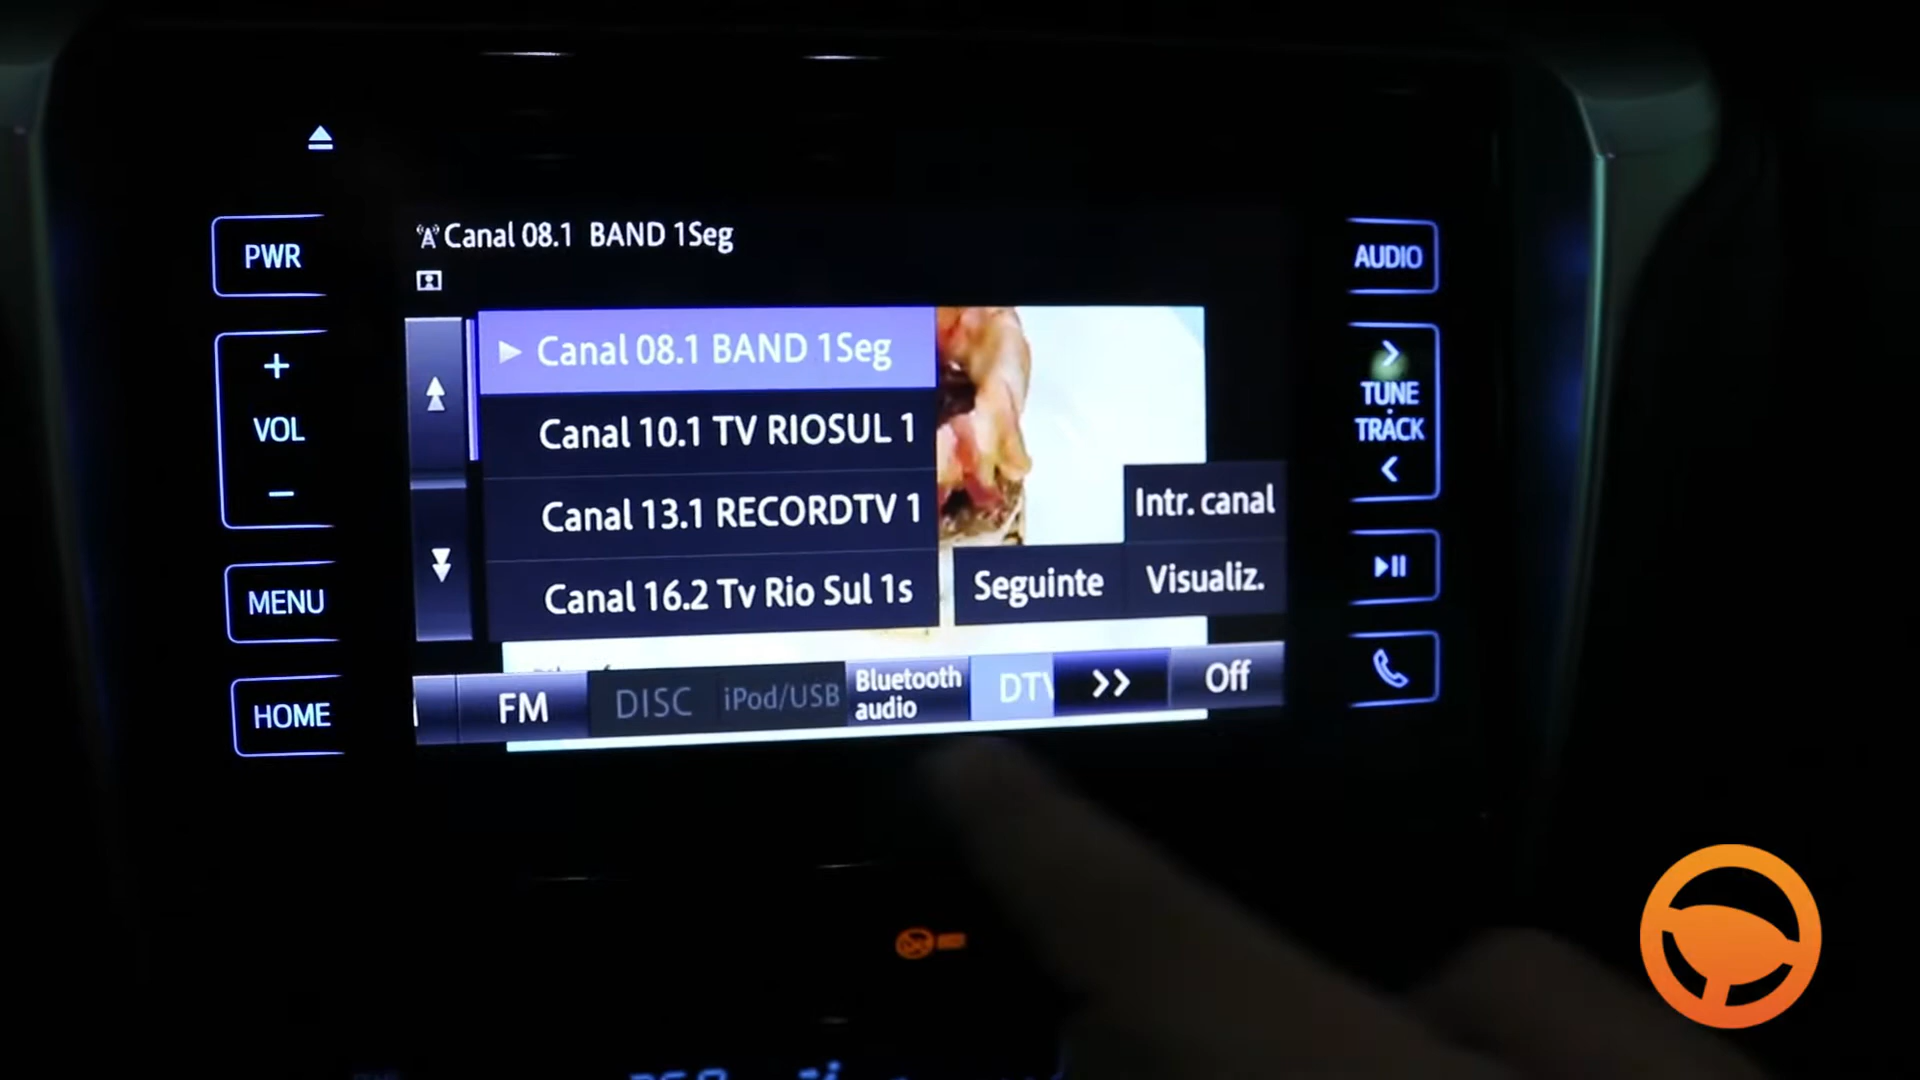 PWR
+
VOL
−
MENU
HOME
Canal 08.1 BAND 1Seg
Canal 08.1 BAND 1Seg
Canal 10.1 TV RIOSUL 1
Canal 13.1 RECORDTV 1
Canal 16.2 Tv Rio Sul 1s
Intr. canal
Seguinte
Visualiz.
FM
DISC
iPod/USB
Bluetooth
audio
DTV
>>
Off
AUDIO
>
TUNE
TRACK
<